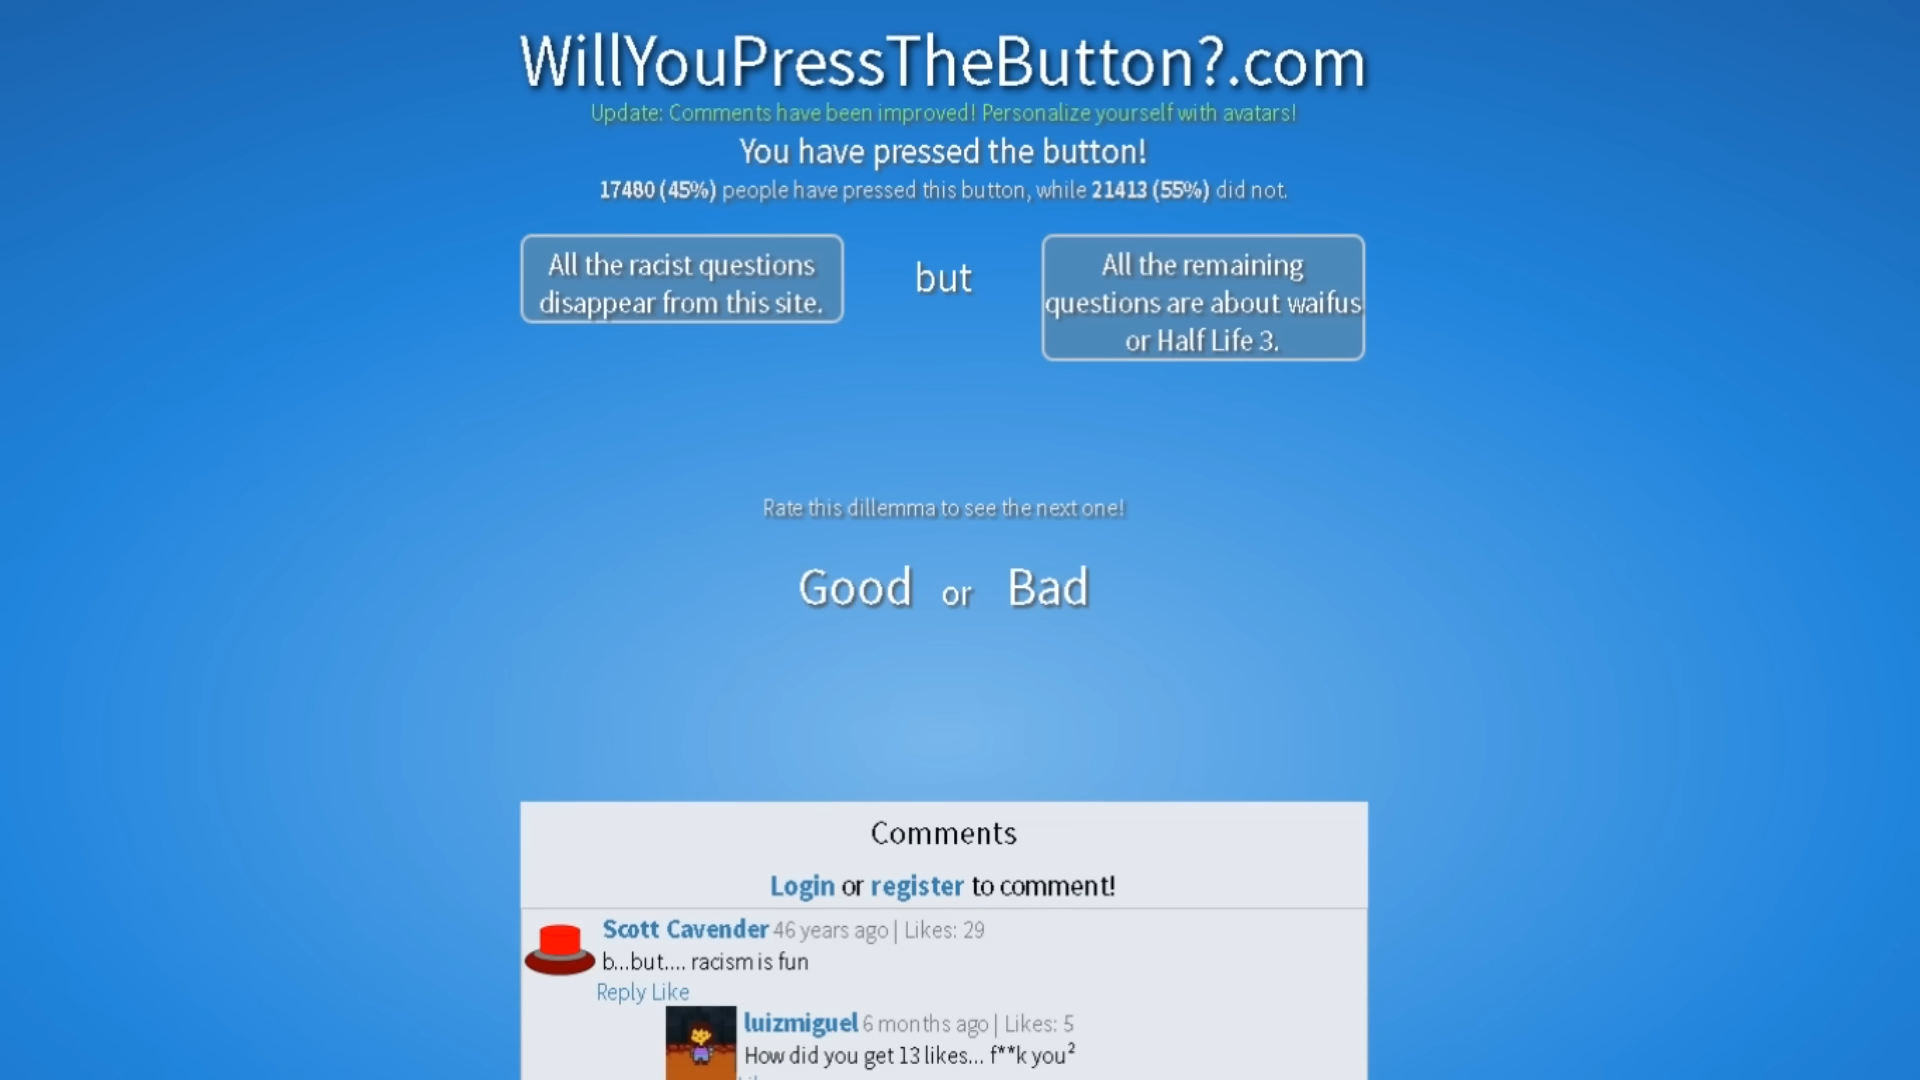 WillYouPressTheButton?.com
Update: Comments have been improved! Personalize yourself with avatars!
You have pressed the button!
17480 (45%) people have pressed this button, while 21413 (55%) did not.
All the racist questions
disappear from this site.
but
All the remaining
questions are about waifus
or Half Life 3.
Rate this dillemma to see the next one!
Good or Bad
Comments
Login or register to comment!
Scott Cavender 46 years ago | Likes: 29
b...but.... racism is fun
Reply Like
luizmiguel 6 months ago | Likes: 5
How did you get 13 likes... f**k you²